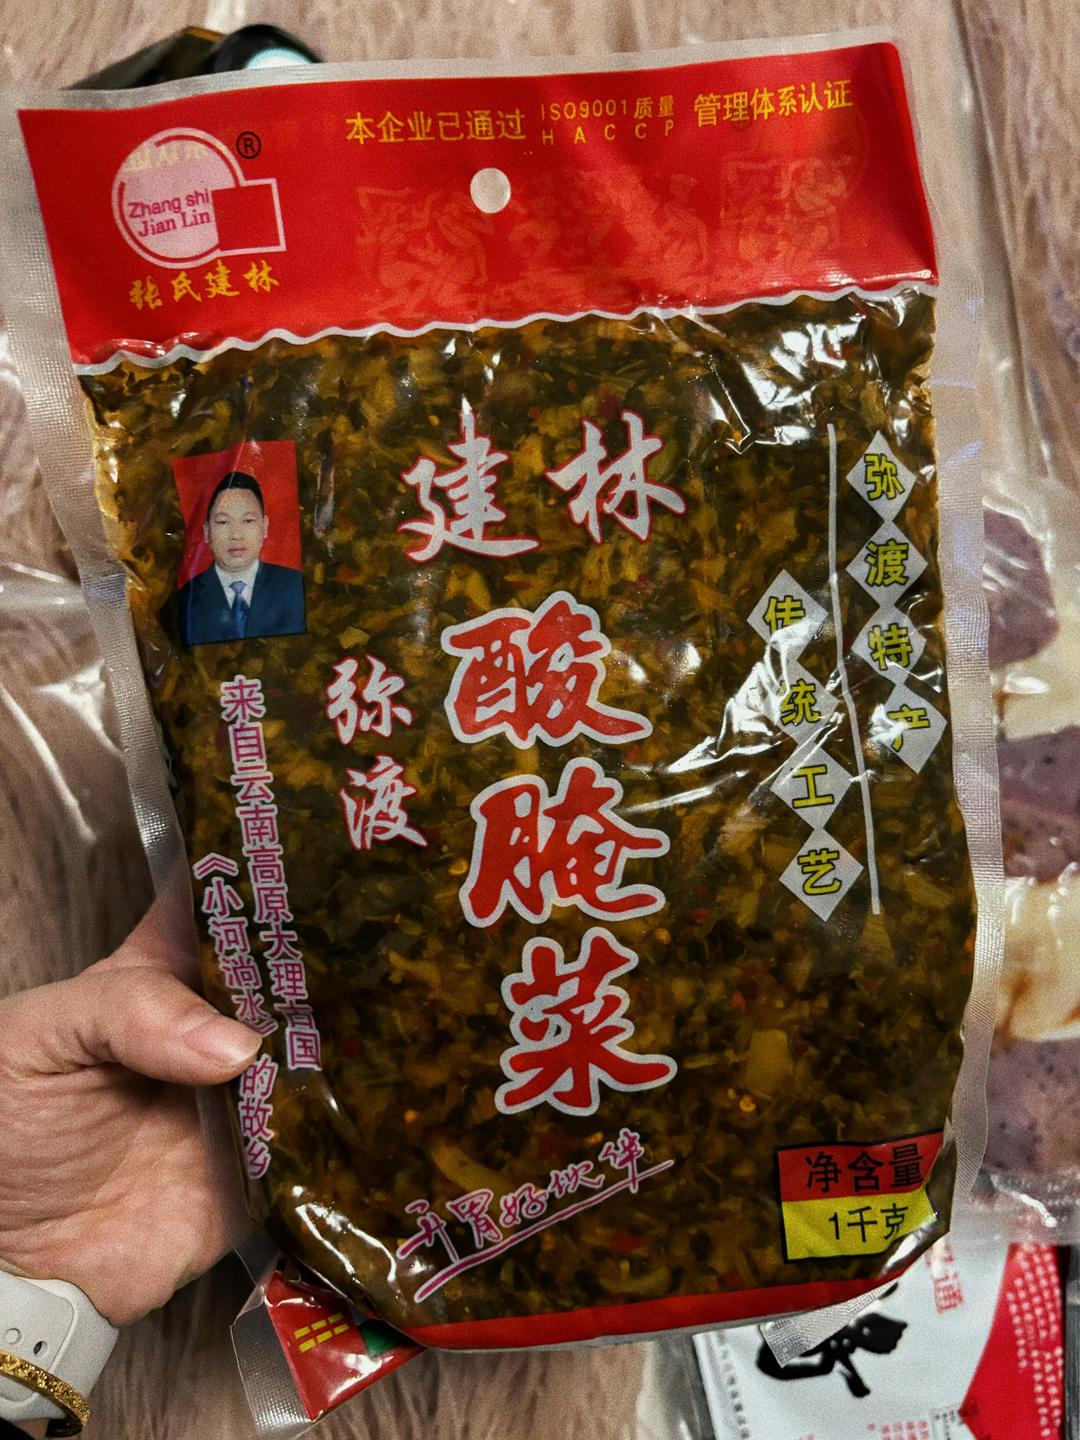 本企业已通过 ISO9001质量 管理体系认证
HACCP
®
Zhang shi
Jian Lin
张氏建林
建林
弥渡
酸腌菜
弥渡特产
传统工艺
来自云南高原大理古国
《小河淌水》的故乡
开胃好伙伴
净含量
1千克
通